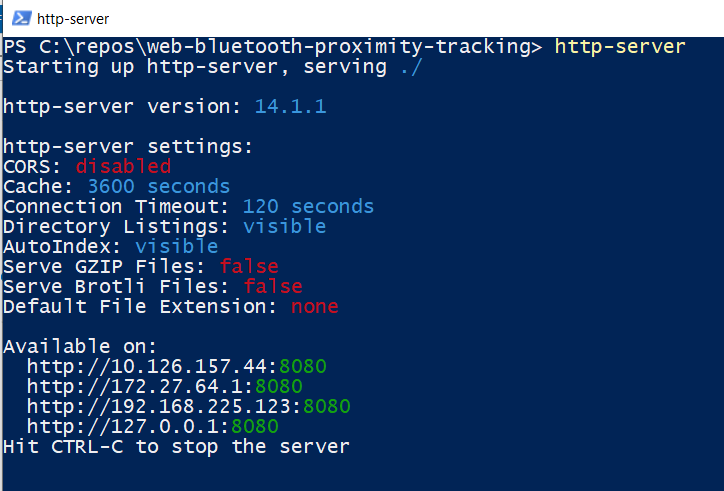 http-server
PS C:\repos\web-bluetooth-proximity-tracking> http-server
Starting up http-server, serving ./
http-server version: 14.1.1
http-server settings:
CORS: disabled
Cache: 3600 seconds
Connection Timeout: 120 seconds
Directory Listings: visible
AutoIndex: visible
Serve GZIP Files: false
Serve Brotli Files: false
Default File Extension: none
Available on:
http://10.126.157.44:8080
http://172.27.64.1:8080
http://192.168.225.123:8080
http://127.0.0.1:8080
Hit CTRL-C to stop the server